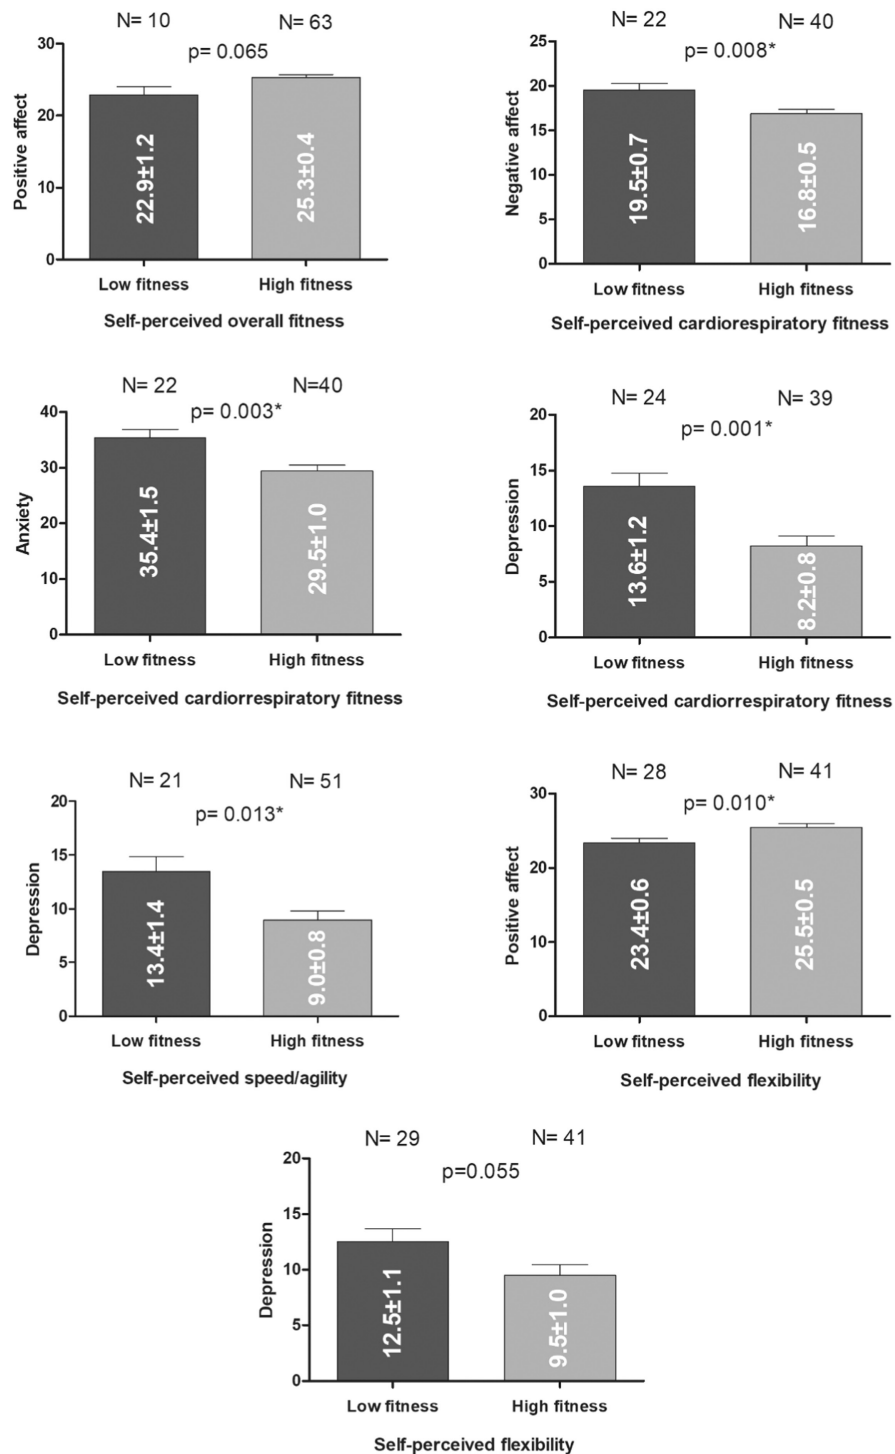 N= 10 N= 63
p= 0.065
30
20
10
0
Positive affect
22.9±1.2
25.3±0.4
Low fitness High fitness
Self-perceived overall fitness
N= 22 N= 40
p= 0.008*
25
20
15
10
5
0
Negative affect
19.5±0.7
16.8±0.5
Low fitness High fitness
Self-perceived cardiorespiratory fitness
N= 22 N=40
p= 0.003*
40
30
20
10
0
Anxiety
35.4±1.5
29.5±1.0
Low fitness High fitness
Self-perceived cardiorrespiratory fitness
N= 24 N= 39
p= 0.001*
20
15
10
5
0
Depression
13.6±1.2
8.2±0.8
Low fitness High fitness
Self-perceived cardiorrespiratory fitness
N= 21 N= 51
p= 0.013*
20
15
10
5
0
Depression
13.4±1.4
9.0±0.8
Low fitness High fitness
Self-perceived speed/agility
N= 28 N= 41
p= 0.010*
30
20
10
0
Positive affect
23.4±0.6
25.5±0.5
Low fitness High fitness
Self-perceived flexibility
N= 29 N= 41
p=0.055
20
15
10
5
0
Depression
12.5±1.1
9.5±1.0
Low fitness High fitness
Self-perceived flexibility